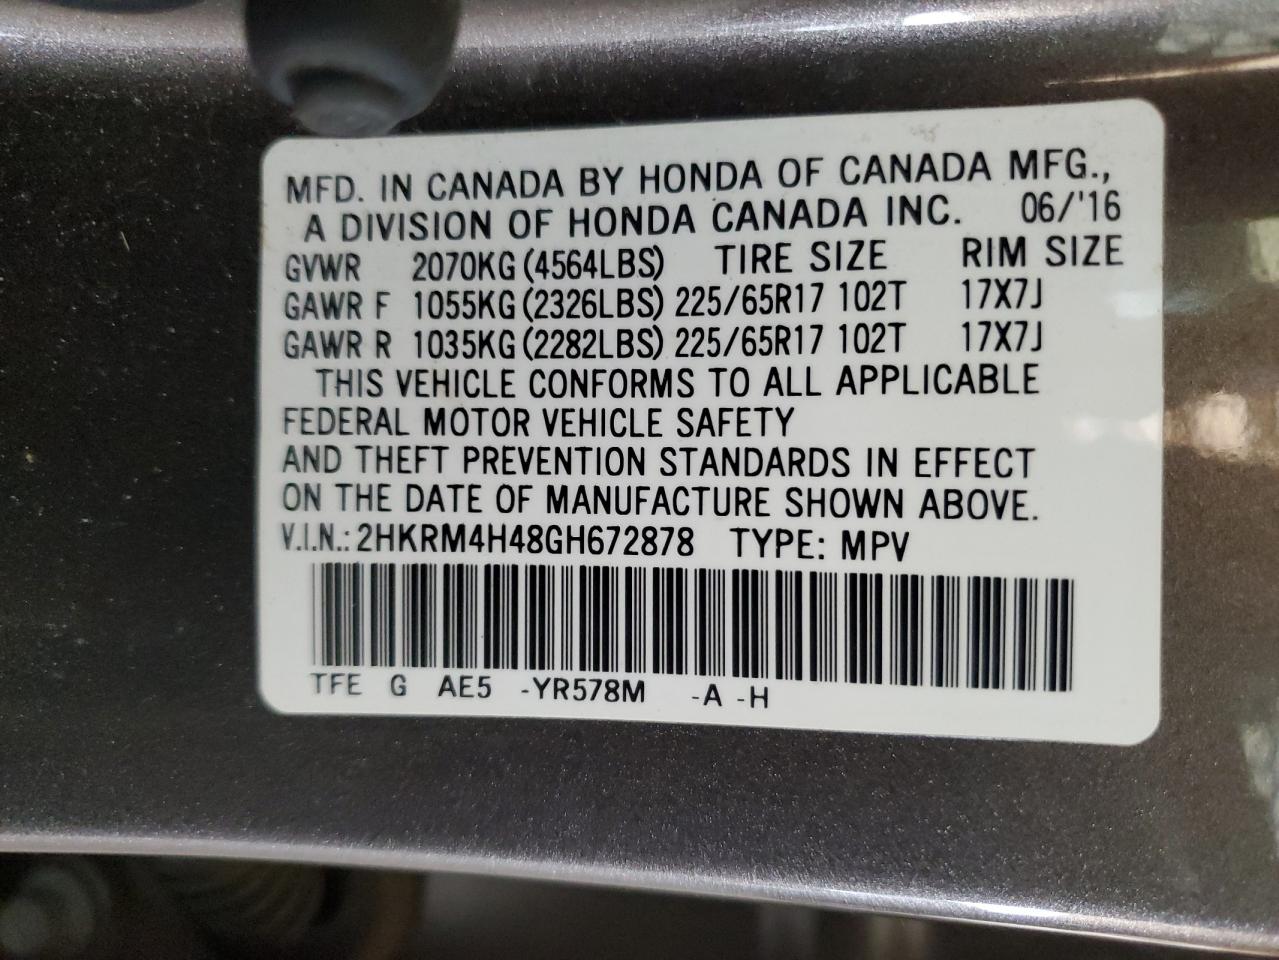 MFD. IN CANADA BY HONDA OF CANADA MFG.,
A DIVISION OF HONDA CANADA INC. 06/'16
GVWR 2070KG (4564LBS) TIRE SIZE RIM SIZE
GAWR F 1055KG (2326LBS) 225/65R17 102T 17X7J
GAWR R 1035KG (2282LBS) 225/65R17 102T 17X7J
THIS VEHICLE CONFORMS TO ALL APPLICABLE
FEDERAL MOTOR VEHICLE SAFETY
AND THEFT PREVENTION STANDARDS IN EFFECT
ON THE DATE OF MANUFACTURE SHOWN ABOVE.
V.I.N.: 2HKRM4H48GH672878 TYPE: MPV
TFE G AE5 -YR578M -A -H